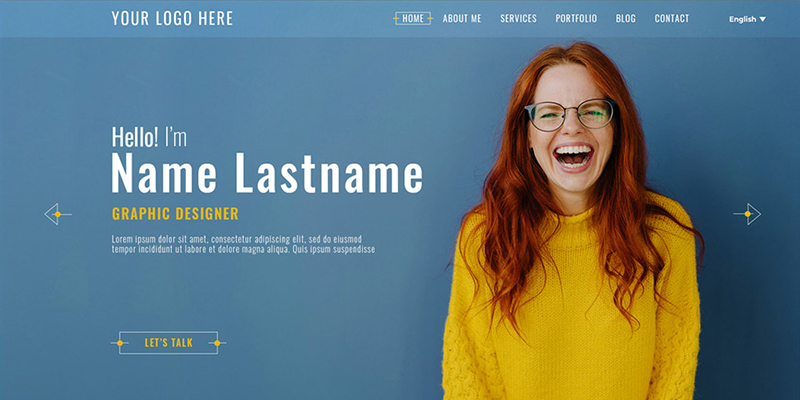 YOUR LOGO HERE
HOME ABOUT ME SERVICES PORTFOLIO BLOG CONTACT English ▼
Hello! I'm
Name Lastname
GRAPHIC DESIGNER
Lorem ipsum dolor sit amet, consectetur adipiscing elit, sed do eiusmod
tempor incididunt ut labore et dolore magna aliqua. Quis ipsum suspendisse
LET'S TALK